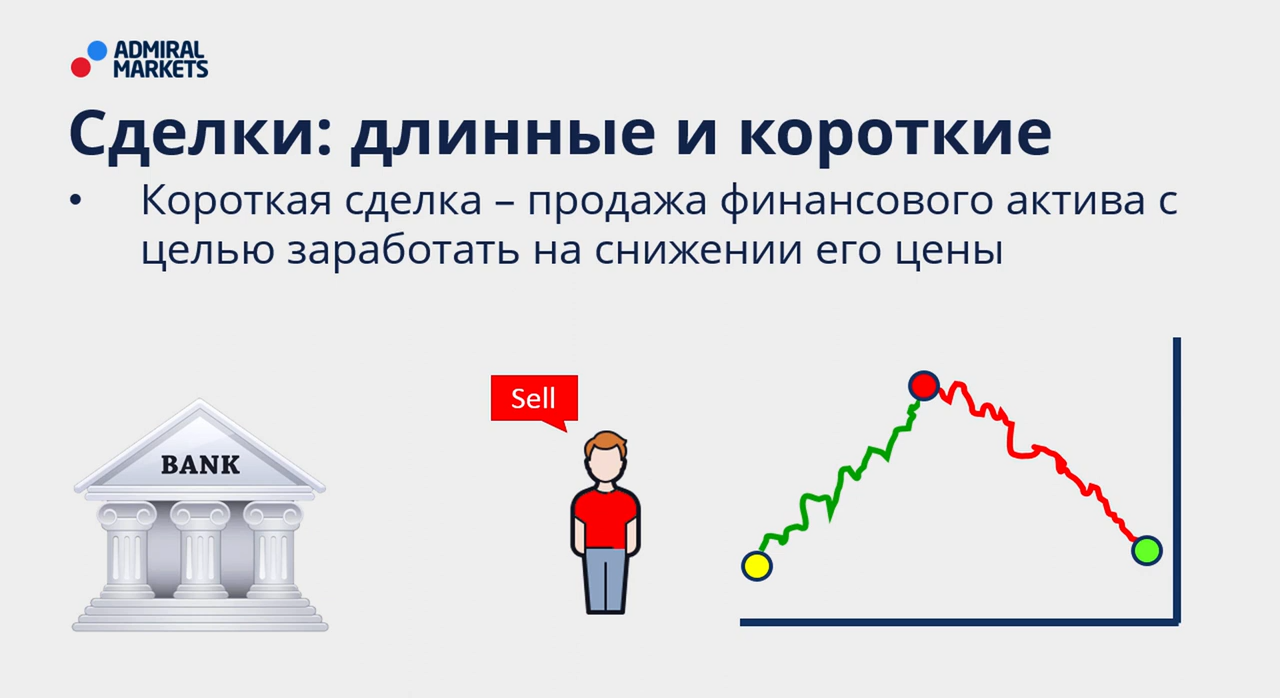 ADMIRAL
MARKETS
Сделки: длинные и короткие
• Короткая сделка – продажа финансового актива с
целью заработать на снижении его цены
Sell
BANK